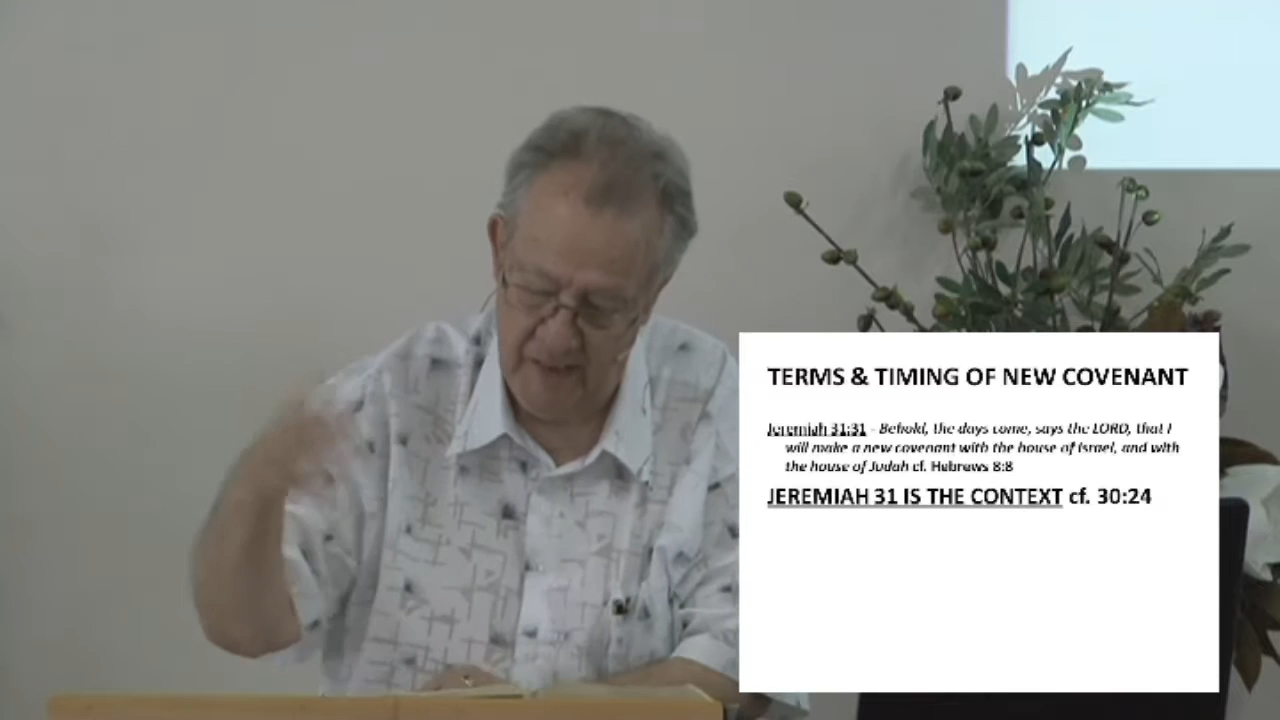 TERMS & TIMING OF NEW COVENANT
Jeremiah 31:31 - Behold, the days come, says the LORD, that I
will make a new covenant with the house of Israel, and with
the house of Judah cf. Hebrews 8:8
JEREMIAH 31 IS THE CONTEXT cf. 30:24